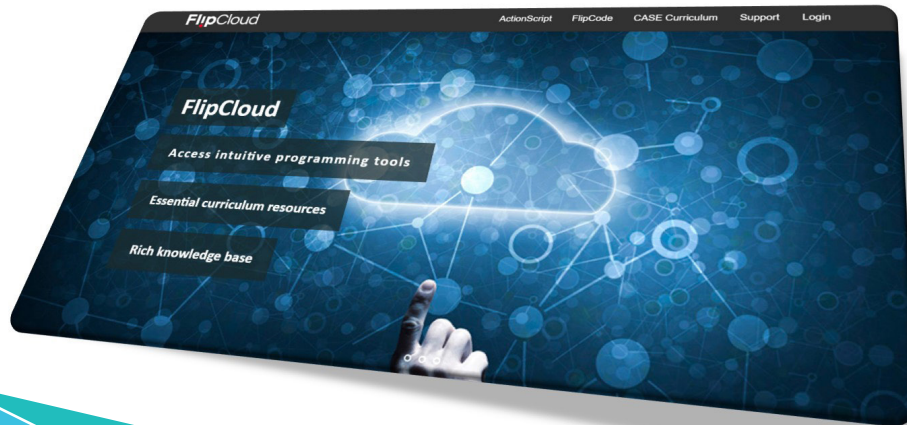 FlipCloud
ActionScript FlipCode CASE Curriculum Support Login
FlipCloud
Access intuitive programming tools
Essential curriculum resources
Rich knowledge base